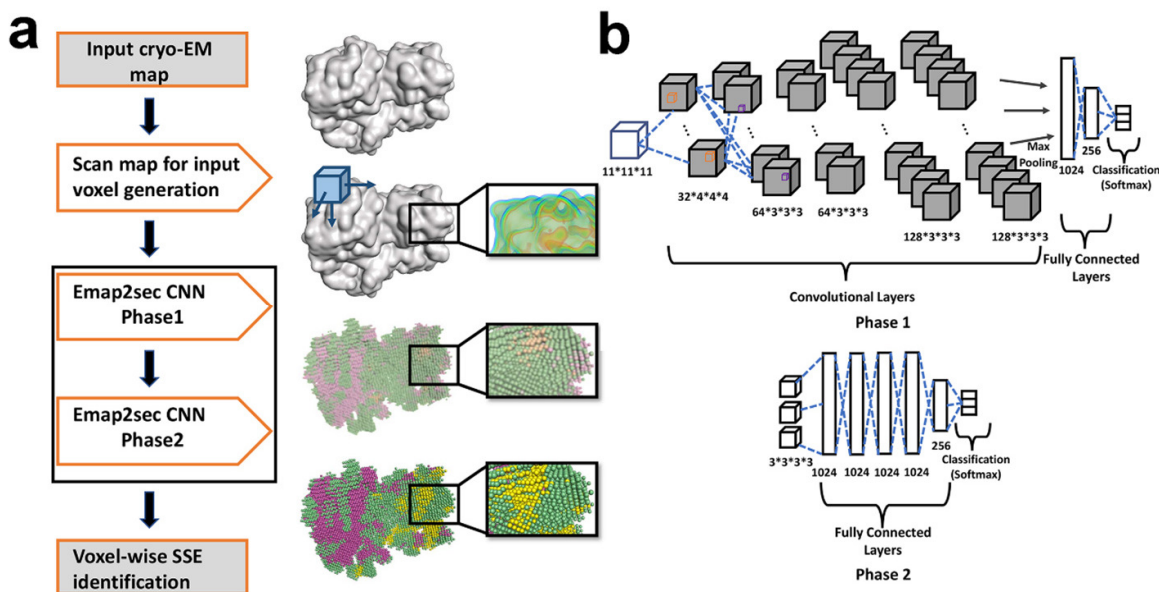 a
Input cryo-EM
map
Scan map for input
voxel generation
Emap2sec CNN
Phase1
Emap2sec CNN
Phase2
Voxel-wise SSE
identification
b
11*11*11
32*4*4*4
64*3*3*3
64*3*3*3
128*3*3*3
128*3*3*3
Max
Pooling
1024
256
Classification
(Softmax)
Fully Connected
Layers
Convolutional Layers
Phase 1
3*3*3*3
1024
1024
1024
1024
256
Classification
(Softmax)
Fully Connected
Layers
Phase 2